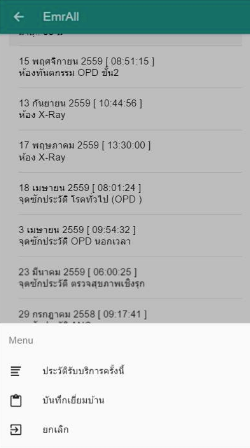 EmrAll
15 พฤศจิกายน 2559 [ 08:51:15 ]
ห้องทันตกรรม OPD ชั้น2
13 กันยายน 2559 [ 10:44:56 ]
ห้อง X-Ray
17 พฤษภาคม 2559 [ 13:30:00 ]
ห้อง X-Ray
18 เมษายน 2559 [ 08:01:24 ]
จุดซักประวัติ โรคทั่วไป (OPD )
3 เมษายน 2559 [ 09:54:32 ]
จุดซักประวัติ OPD นอกเวลา
23 มีนาคม 2559 [ 06:00:25 ]
จุดซักประวัติ ตรวจสุขภาพเชิงรุก
29 กรกฎาคม 2558 [ 09:17:41 ]
Menu
ประวัติรับบริการครั้งนี้
บันทึกเยี่ยมบ้าน
ยกเลิก